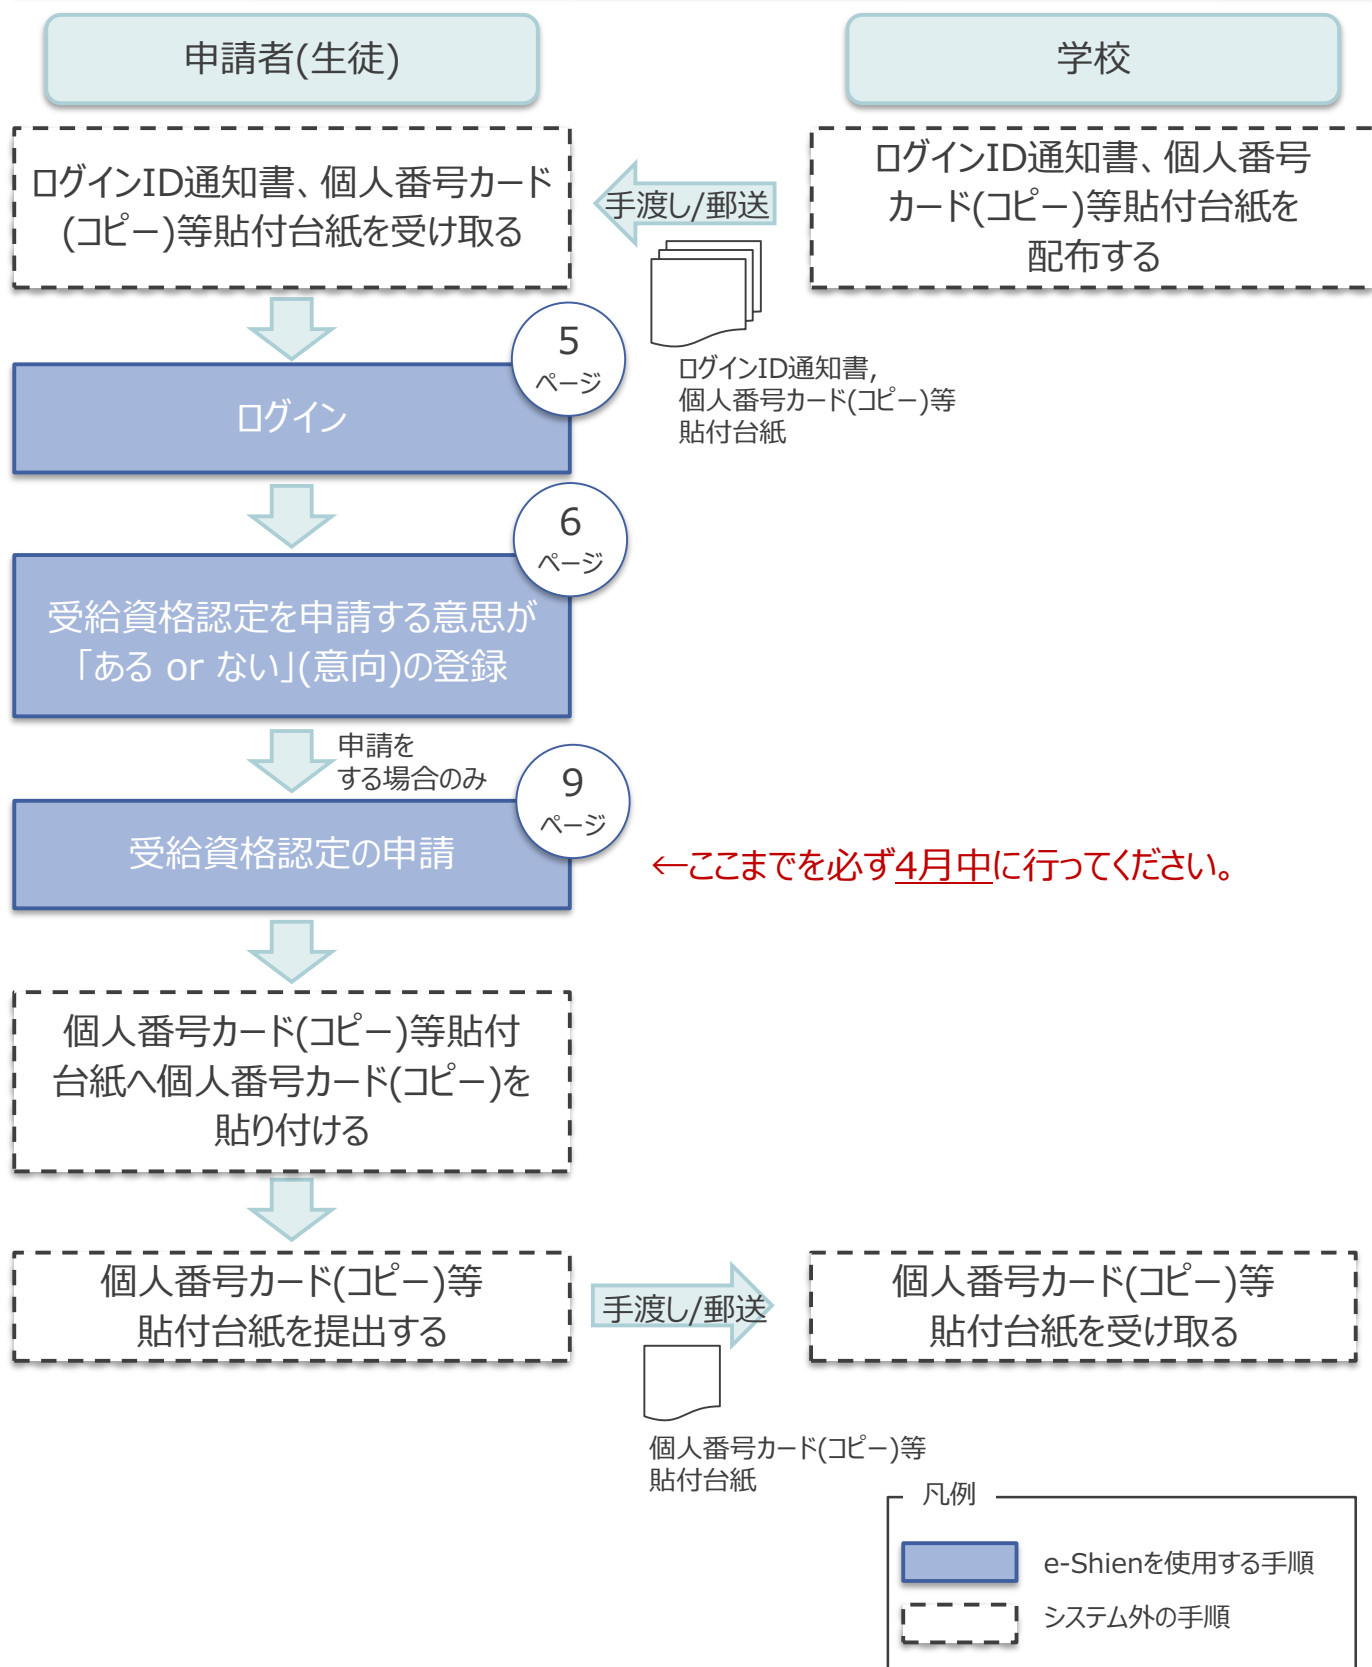 申請者(生徒)
学校
ログインID通知書、個人番号カード
(コピー)等貼付台紙を受け取る
手渡し/郵送
ログインID通知書、個人番号
カード(コピー)等貼付台紙を
配布する
ログインID通知書,
個人番号カード(コピー)等
貼付台紙
5
ページ
ログイン
6
ページ
受給資格認定を申請する意思が
「ある or ない」(意向)の登録
申請を
する場合のみ
9
ページ
受給資格認定の申請
←ここまでを必ず4月中に行ってください。
個人番号カード(コピー)等貼付
台紙へ個人番号カード(コピー)を
貼り付ける
個人番号カード(コピー)等
貼付台紙を提出する
手渡し/郵送
個人番号カード(コピー)等
貼付台紙を受け取る
個人番号カード(コピー)等
貼付台紙
凡例
e-Shienを使用する手順
システム外の手順